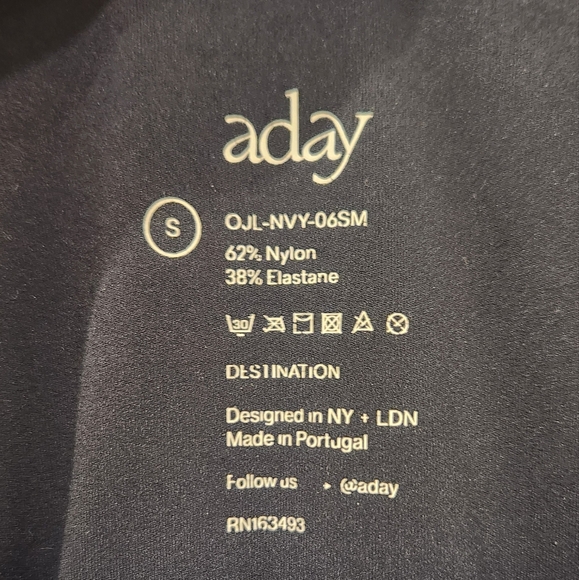 aday
S
OJL-NVY-06SM
62% Nylon
38% Elastane
30
DESTINATION
Designed in NY + LDN
Made in Portugal
Follow us ▸ @aday
RN163493